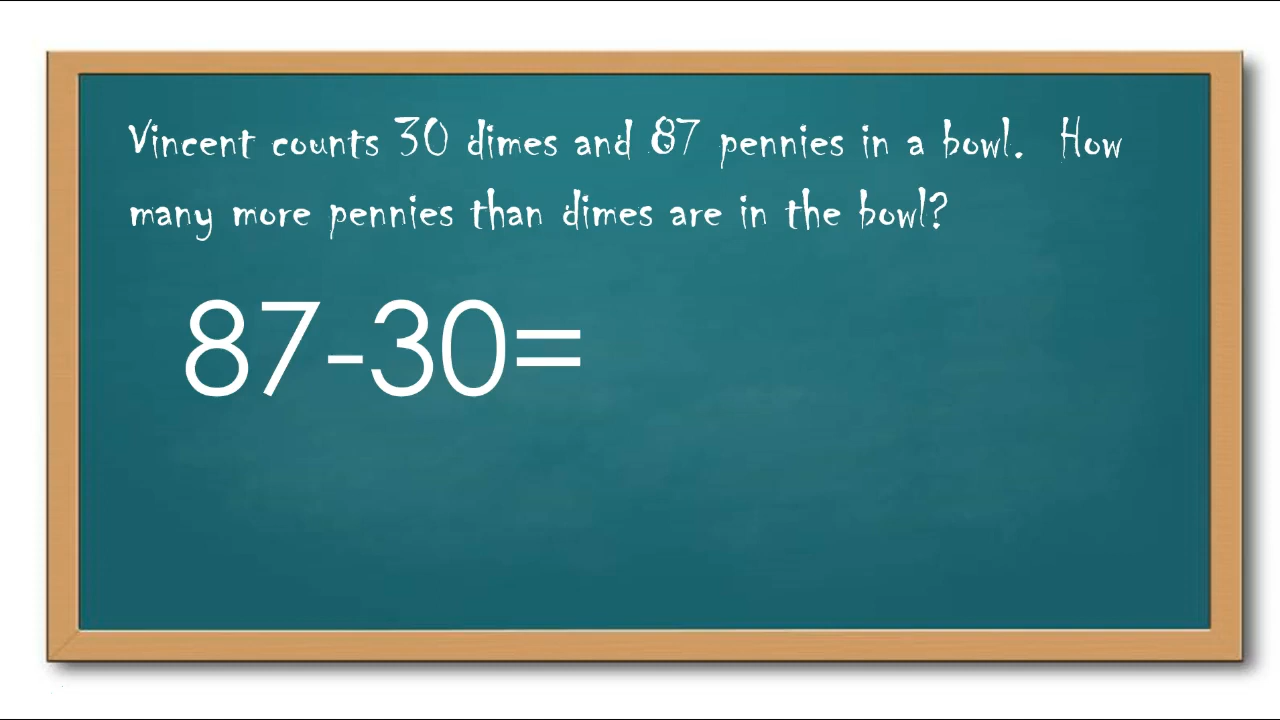 Vincent counts 30 dimes and 87 pennies in a bowl. How
many more pennies than dimes are in the bowl?
87-30=